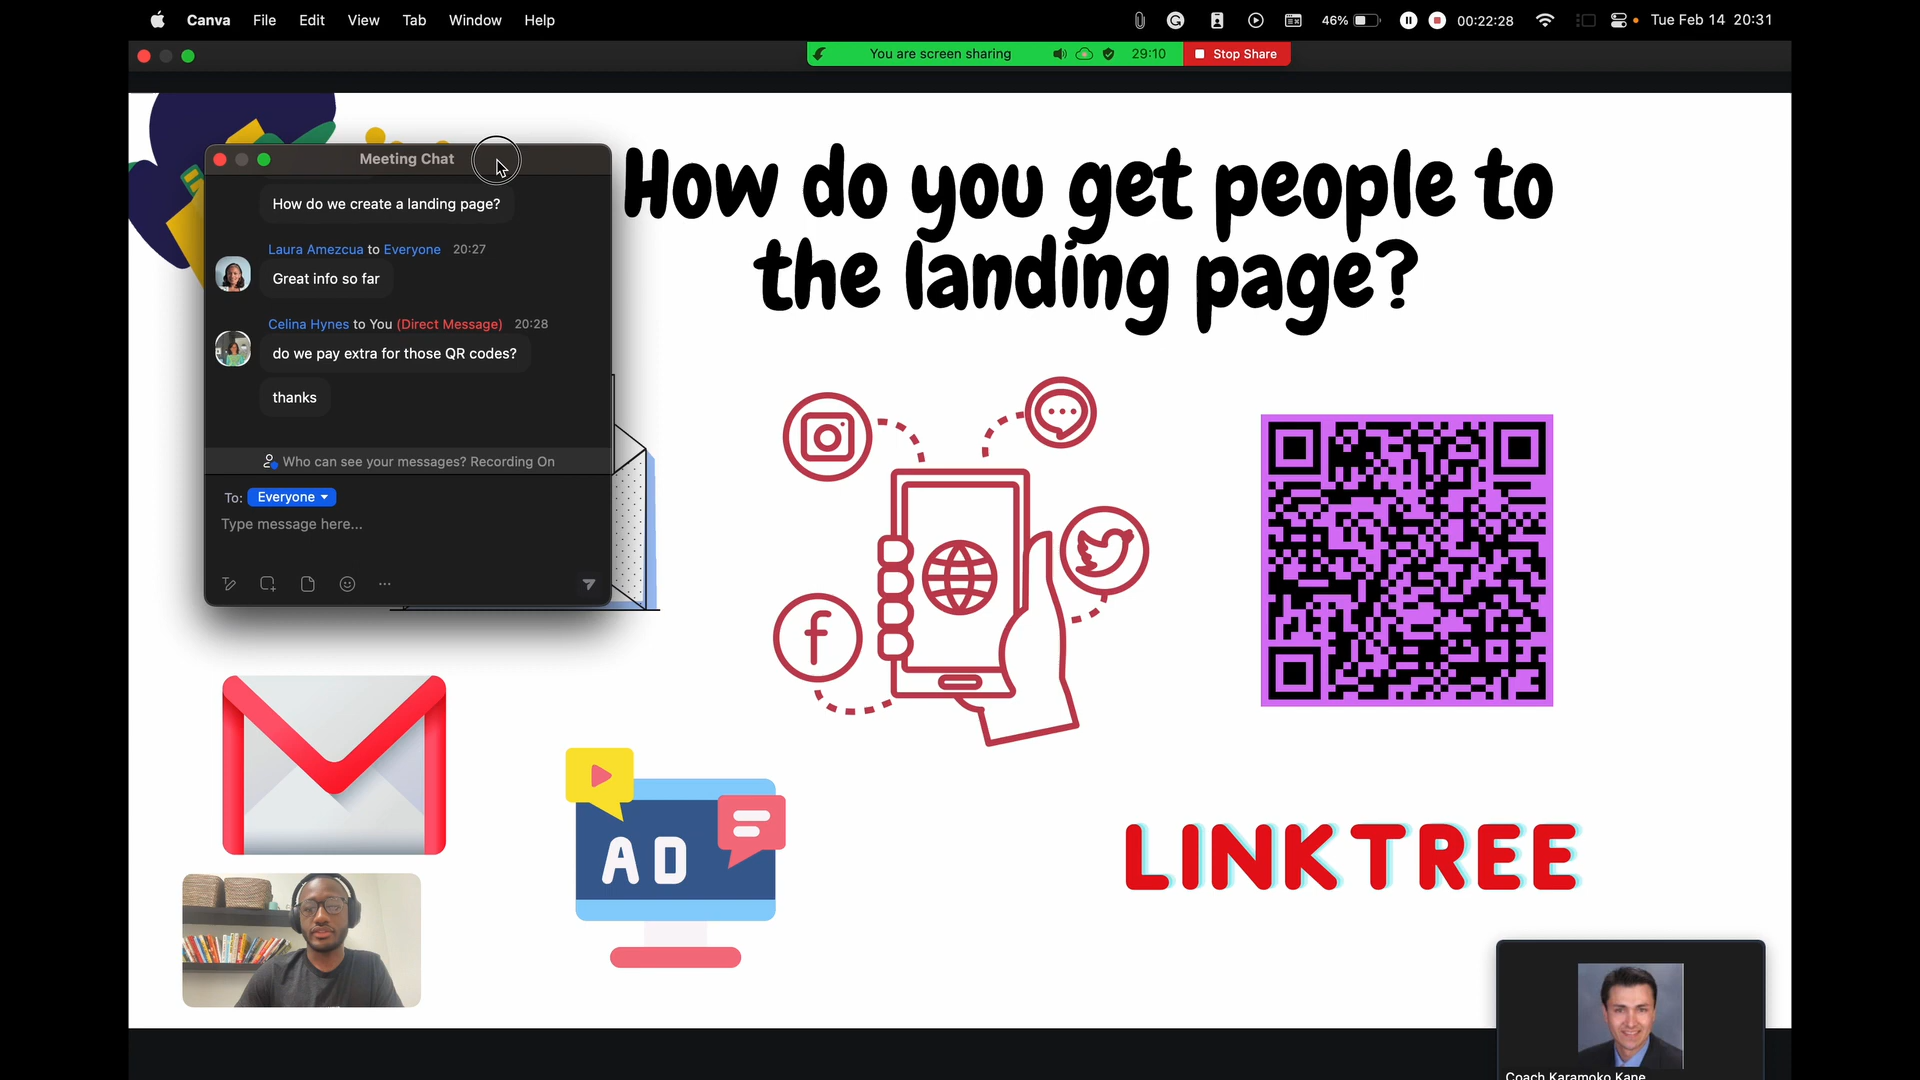 Canva File Edit View Tab Window Help
46% 00:22:28 Tue Feb 14 20:31
You are screen sharing 29:10 Stop Share
Meeting Chat
How do we create a landing page?
Laura Amezcua to Everyone 20:27
Great info so far
Celina Hynes to You (Direct Message) 20:28
do we pay extra for those QR codes?
thanks
Who can see your messages? Recording On
To: Everyone
Type message here...
How do you get people to
the landing page?
AD
LINKTREE
Coach Karamoko Kane